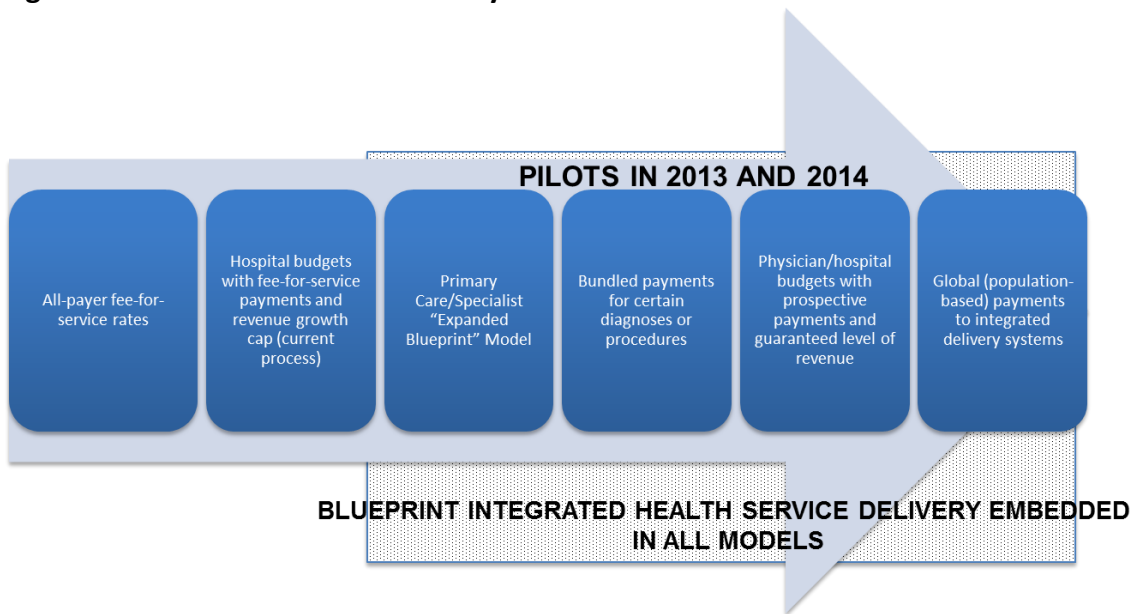 PILOTS IN 2013 AND 2014
All-payer fee-for-
service rates
Hospital budgets
with fee-for-service
payments and
revenue growth
cap (current
process)
Primary
Care/Specialist
“Expanded
Blueprint” Model
Bundled payments
for certain
diagnoses or
procedures
Physician/hospital
budgets with
prospective
payments and
guaranteed level of
revenue
Global (population-
based) payments
to integrated
delivery systems
BLUEPRINT INTEGRATED HEALTH SERVICE DELIVERY EMBEDDED
IN ALL MODELS